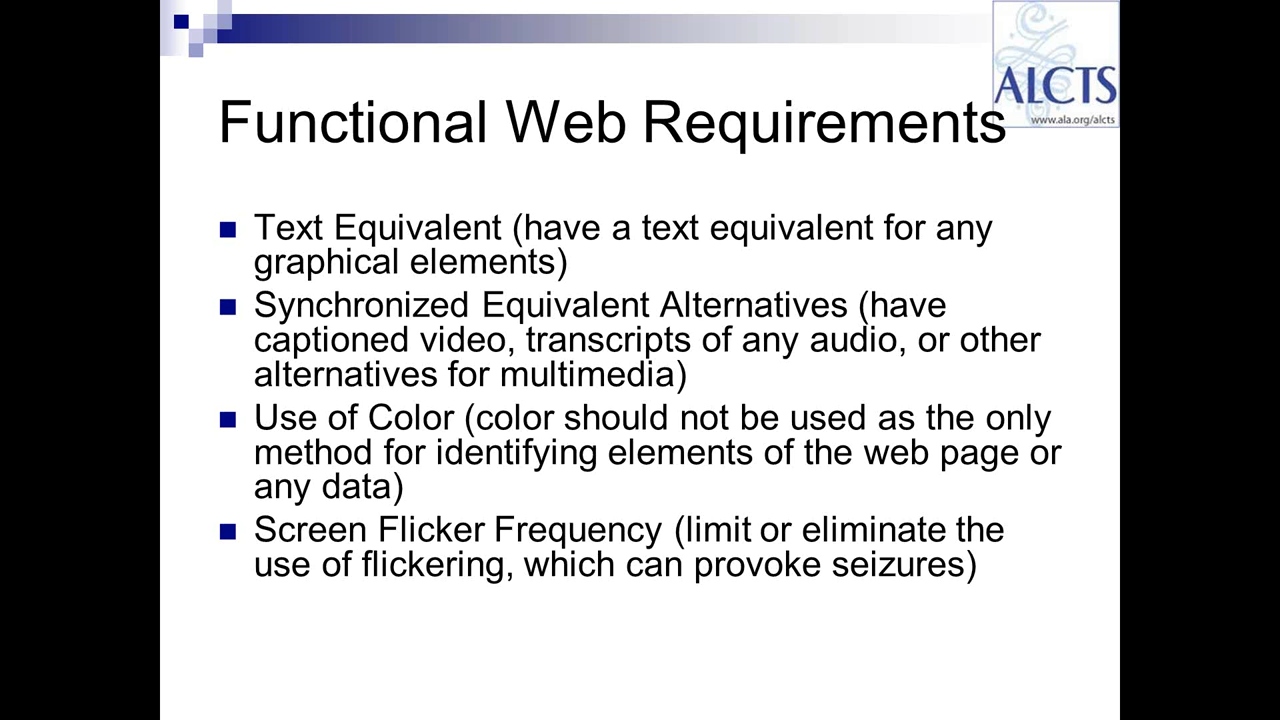 ALCTS
www.ala.org/alcts
Functional Web Requirements
Text Equivalent (have a text equivalent for any
graphical elements)
Synchronized Equivalent Alternatives (have
captioned video, transcripts of any audio, or other
alternatives for multimedia)
Use of Color (color should not be used as the only
method for identifying elements of the web page or
any data)
Screen Flicker Frequency (limit or eliminate the
use of flickering, which can provoke seizures)